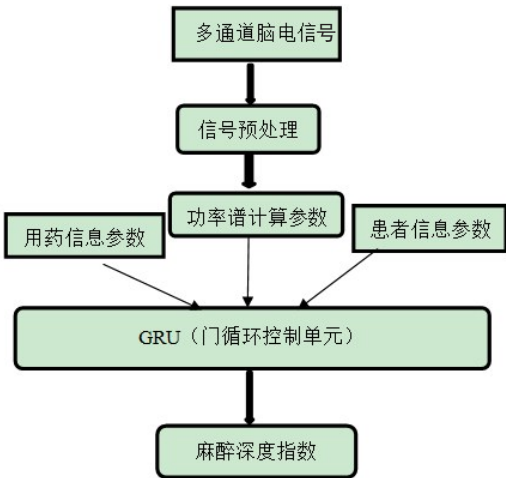 多通道脑电信号
信号预处理
功率谱计算参数
用药信息参数
患者信息参数
GRU（门循环控制单元）
麻醉深度指数